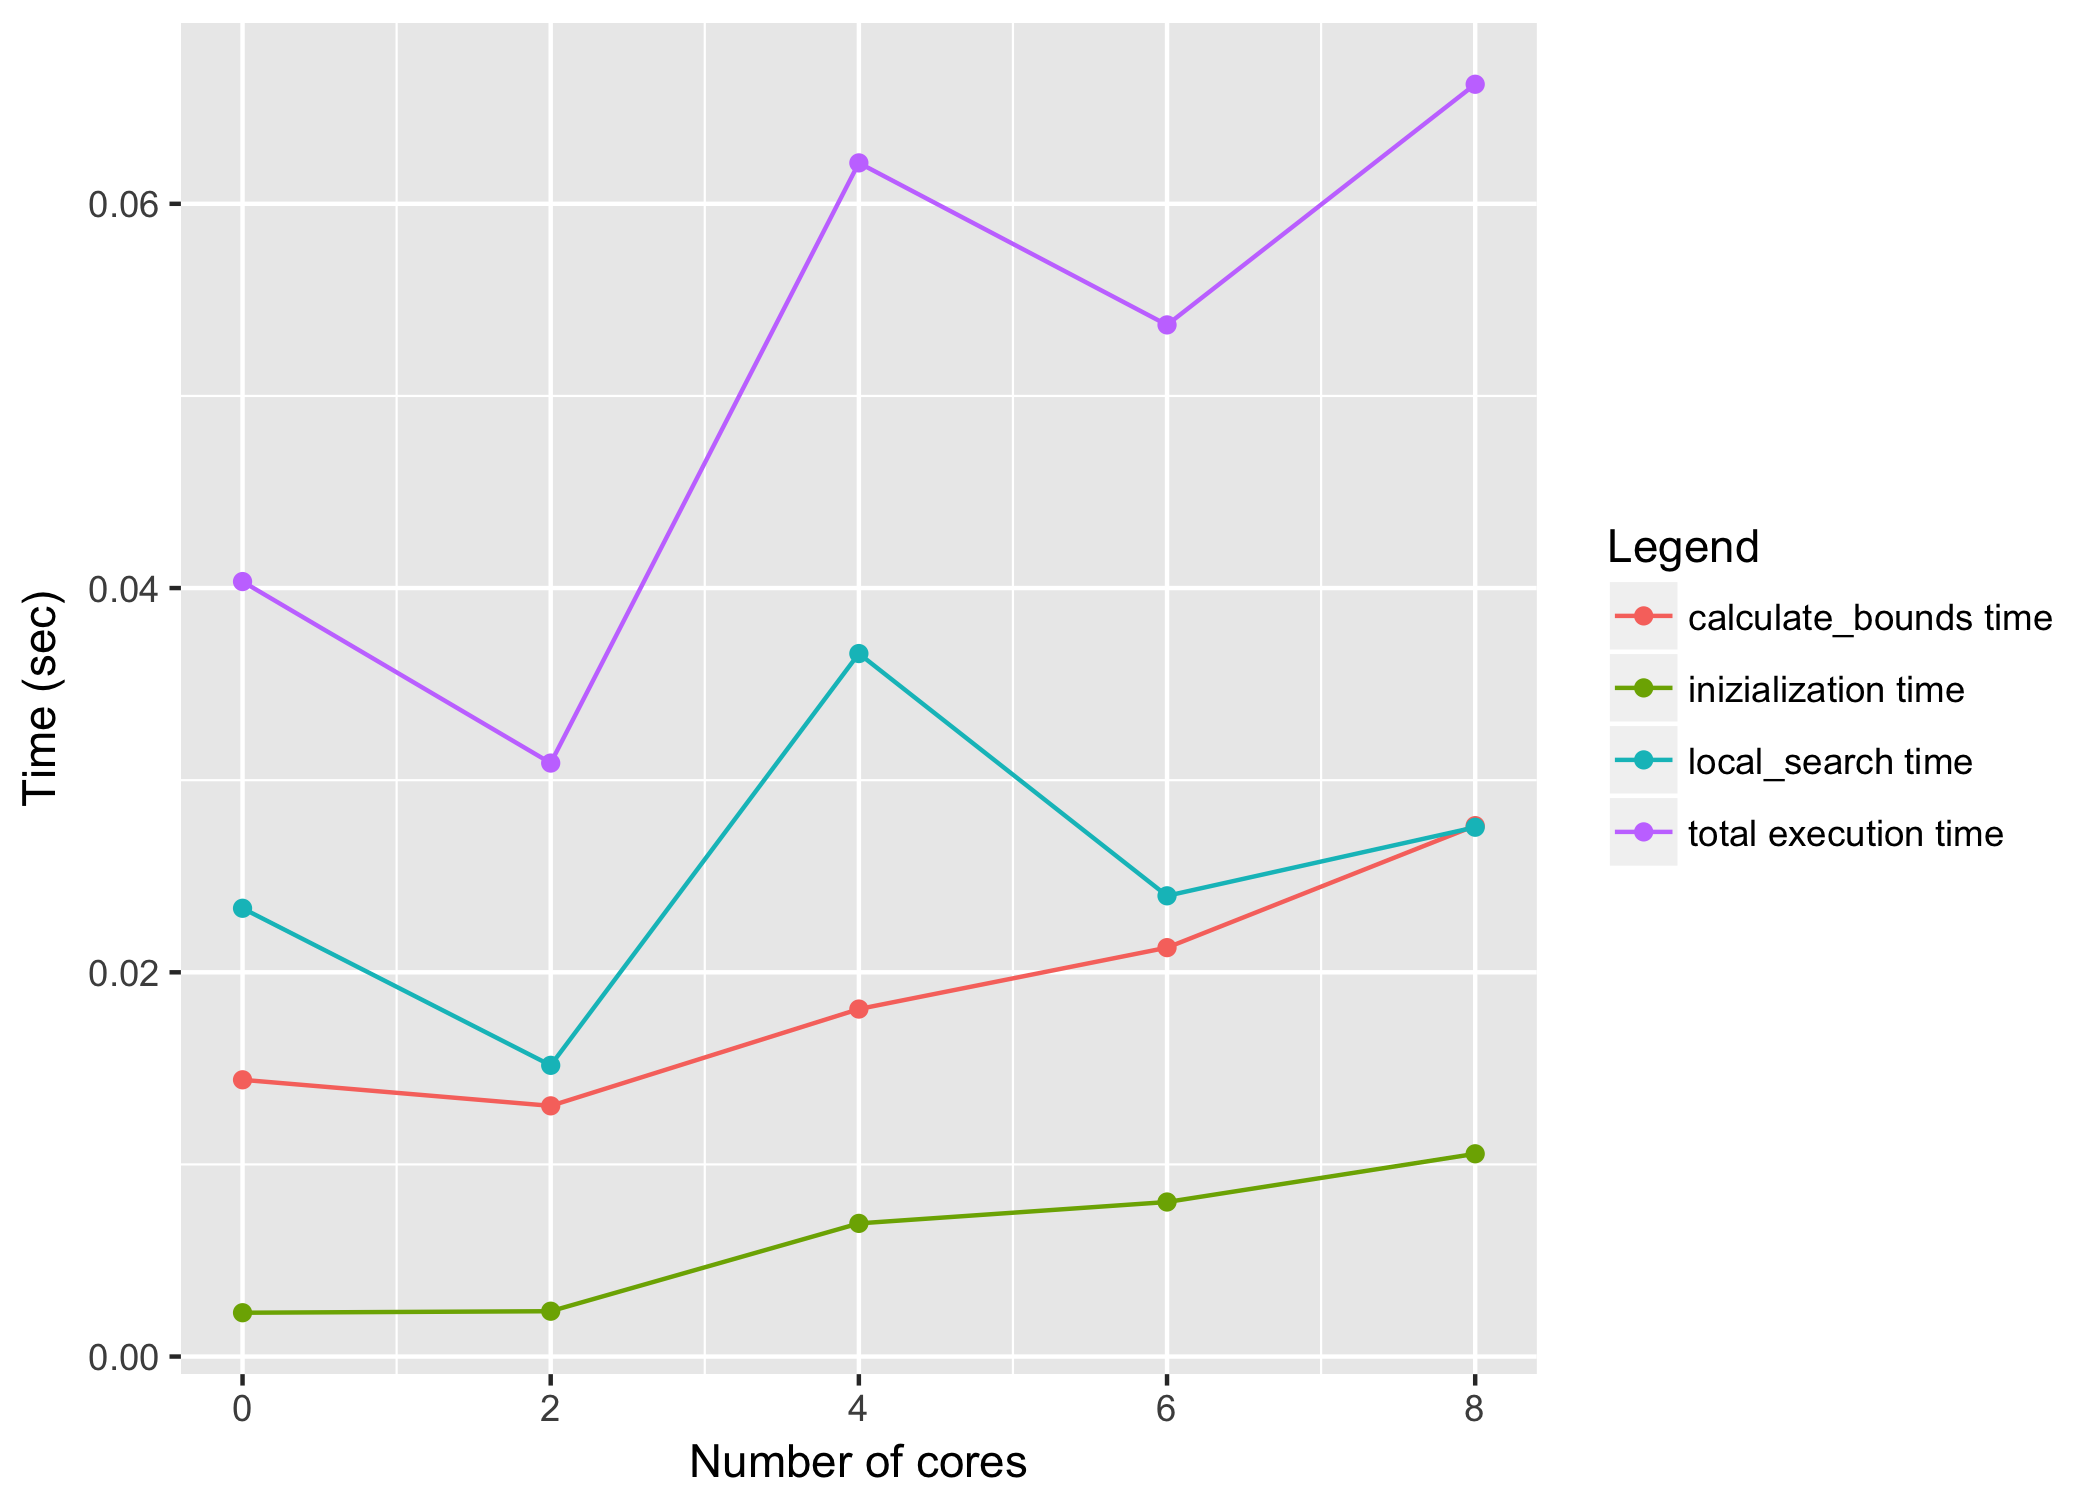 0.06
0.04
0.02
0.00
Time (sec)
0 2 4 6 8
Number of cores
Legend
calculate_bounds time
inizialization time
local_search time
total execution time